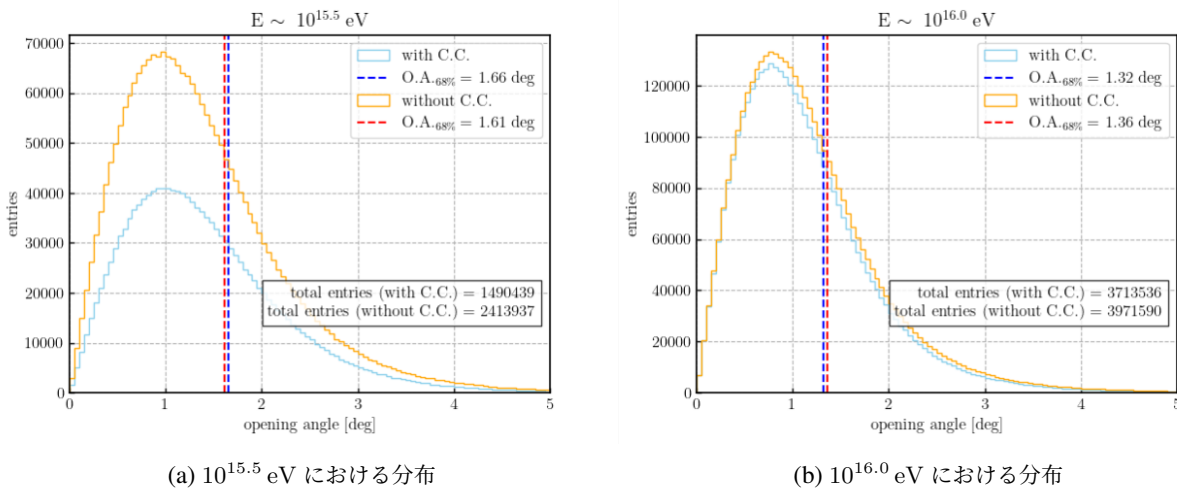 E ∼ 10^15.5 eV
70000
60000
50000
40000
30000
20000
10000
0
entries
0 1 2 3 4 5
opening angle [deg]
with C.C.
O.A.68% = 1.66 deg
without C.C.
O.A.68% = 1.61 deg
total entries (with C.C.) = 1490439
total entries (without C.C.) = 2413937
(a) 10^15.5 eV における分布
E ∼ 10^16.0 eV
120000
100000
80000
60000
40000
20000
0
entries
0 1 2 3 4 5
opening angle [deg]
with C.C.
O.A.68% = 1.32 deg
without C.C.
O.A.68% = 1.36 deg
total entries (with C.C.) = 3713536
total entries (without C.C.) = 3971590
(b) 10^16.0 eV における分布